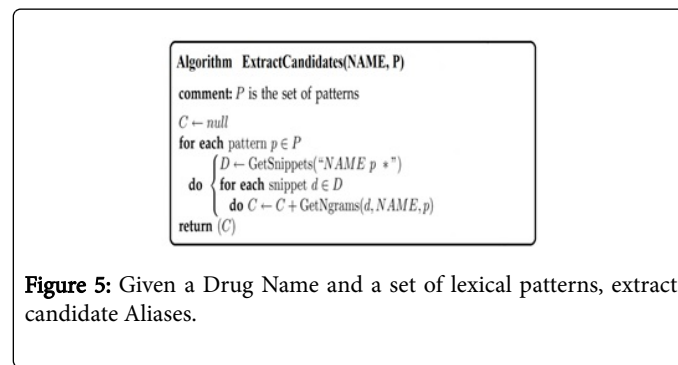 Algorithm ExtractCandidates(NAME, P)
comment: P is the set of patterns
C ← null
for each pattern p ∈ P
D ← GetSnippets(“NAME p *”)
do for each snippet d ∈ D
do C ← C + GetNgrams(d, NAME, p)
return (C)
Figure 5: Given a Drug Name and a set of lexical patterns, extract
candidate Aliases.